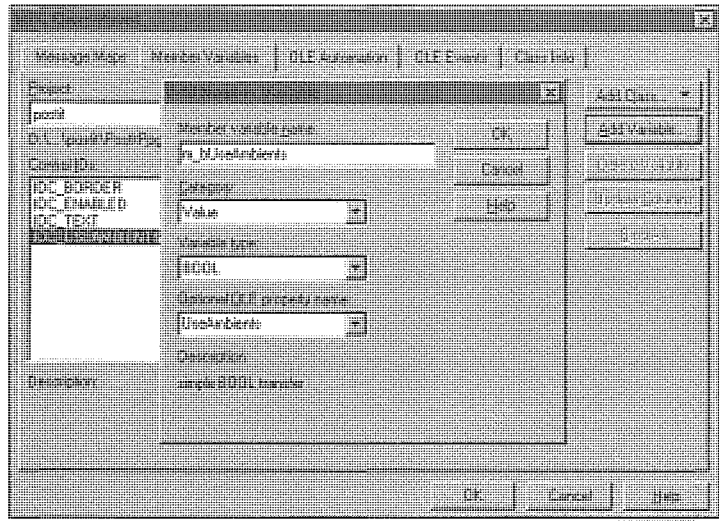 Message Maps Member Variables OLE Automation OLE Events Class Info
Project:
postit
Control IDs:
IDC_BORDER
IDC_ENABLED
IDC_TEXT
Description:
Member variable name:
m_bUseAmbients
Category:
Value
Variable type:
BOOL
Optional OLE property name:
UseAmbients
Description:
simple BOOL transfer
OK
Cancel
Help
Add Class...
Add Variable...
OK Cancel Help